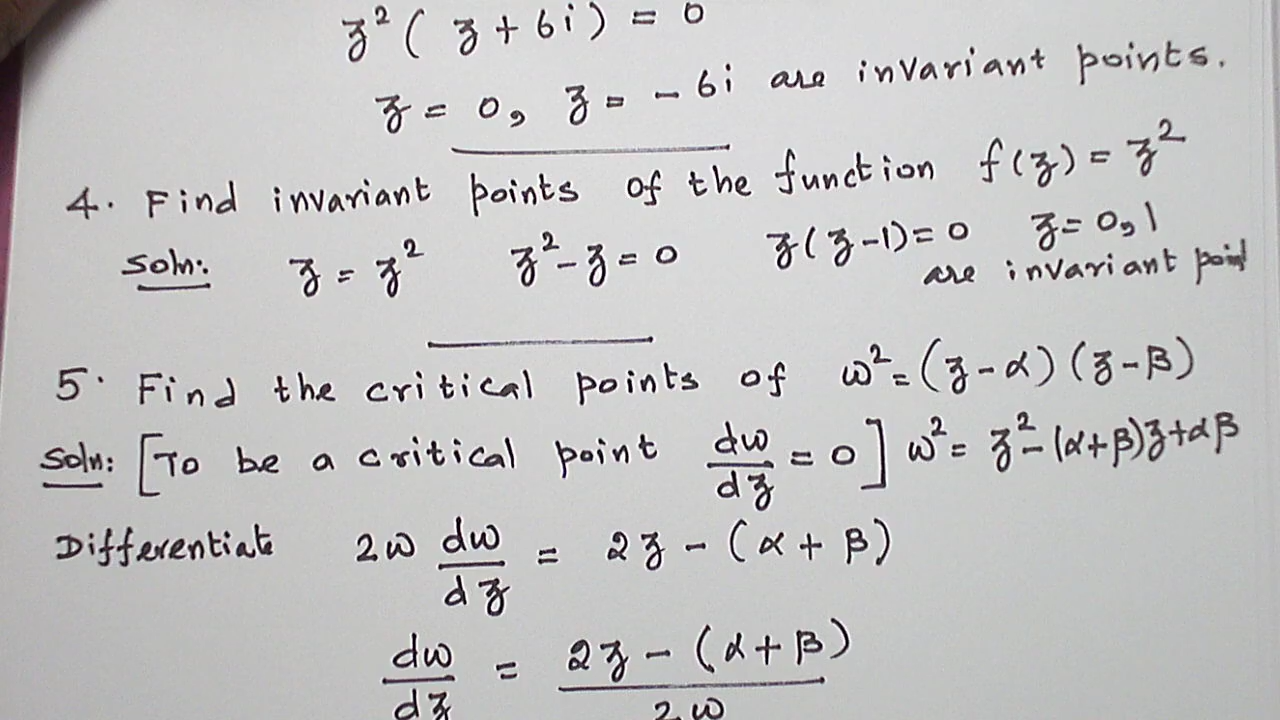 z² ( z + 6i ) = 0
z = 0, z = - 6i are invariant points.
4. Find invariant points of the function f(z) = z²
Soln: z = z² z² - z = 0 z(z-1) = 0 z = 0, 1
are invariant point
5. Find the critical points of ω² = (z-α) (z-β)
Soln: [To be a critical point dω/dz = 0] ω² = z² - (α+β)z+αβ
Differentiate 2ω dω/dz = 2z - (α + β)
dω/dz = 2z - (α+β)/2ω